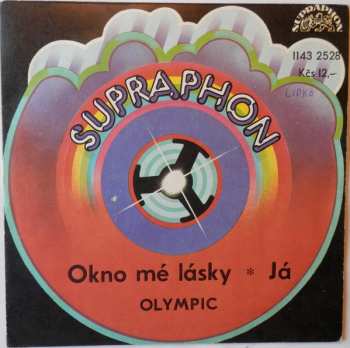 SUPRAPHON
1143 2528
Kčs 12,-
LIPKO
SUPRAPHON
Okno mé lásky * Já
OLYMPIC